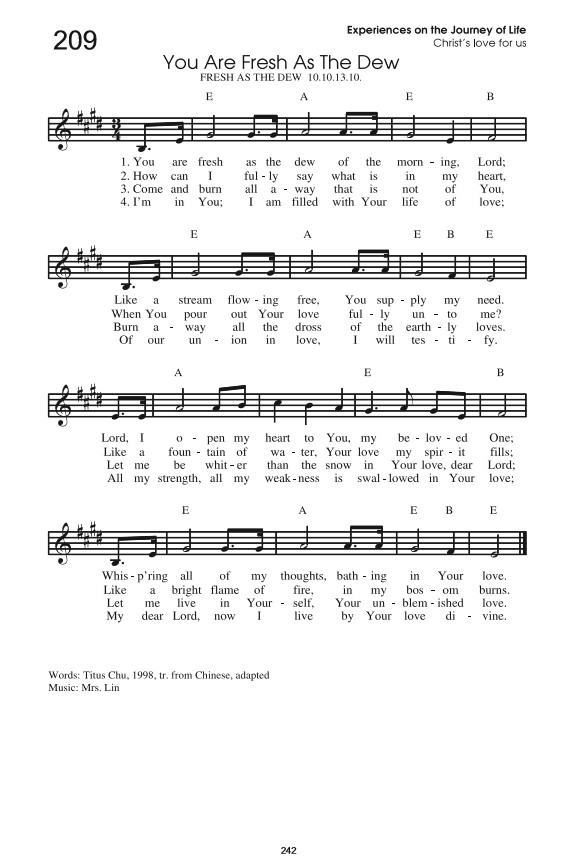 209
Experiences on the Journey of Life
Christ's love for us
You Are Fresh As The Dew
FRESH AS THE DEW 10.10.13.10.
E A E B
3/4
1. You are fresh as the dew of the morn - ing, Lord;
2. How can I ful - ly say what is in my heart,
3. Come and burn all a - way that is not of You,
4. I'm in You; I am filled with Your life of love;
E A E B E
Like a stream flow - ing free, You sup - ply my need.
When You pour out Your love ful - ly un - to me?
Burn a - way all the dross of the earth - ly loves.
Of our un - ion in love, I will tes - ti - fy.
A E B
Lord, I o - pen my heart to You, my be - lov - ed One;
Like a foun - tain of wa - ter, Your love my spir - it fills;
Let me be whit - er than the snow in Your love, dear Lord;
All my strength, all my weak - ness is swal - lowed in Your love;
E A E B E
Whis - p'ring all of my thoughts, bath - ing in Your love.
Like a bright flame of fire, in my bos - om burns.
Let me live in Your - self, Your un - blem - ished love.
My dear Lord, now I live by Your love di - vine.
Words: Titus Chu, 1998, tr. from Chinese, adapted
Music: Mrs. Lin
242